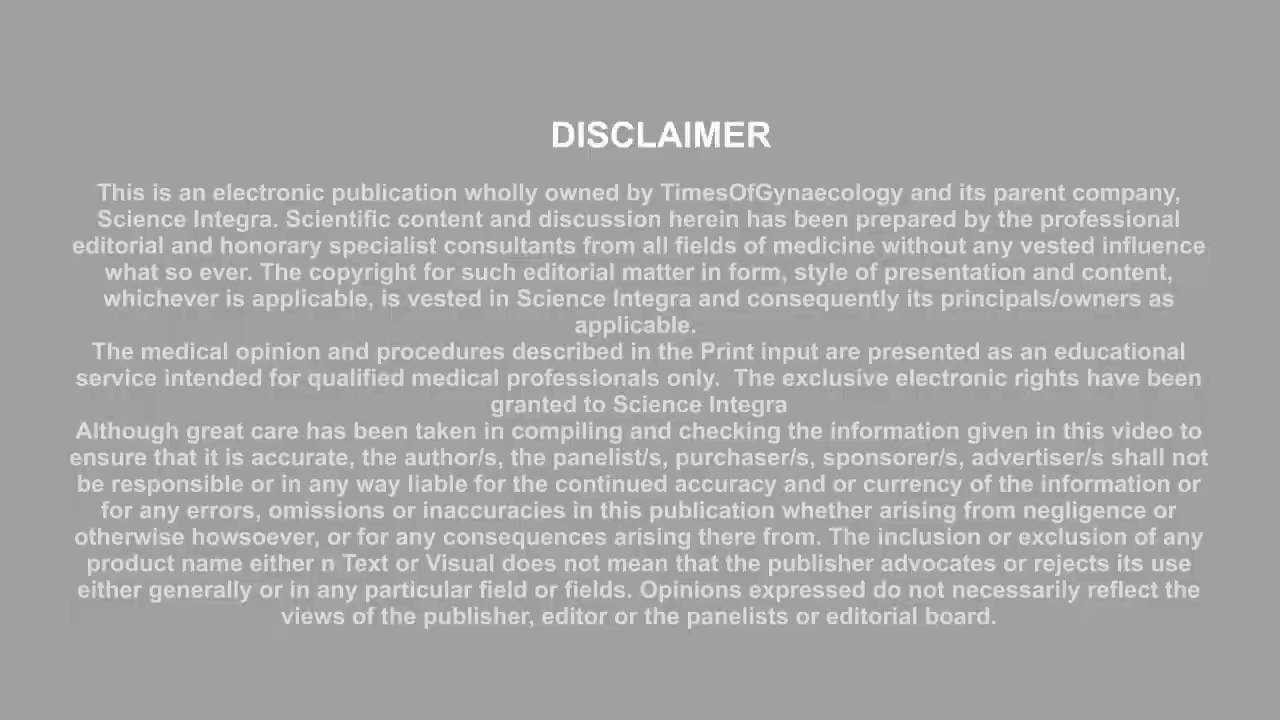 DISCLAIMER
This is an electronic publication wholly owned by TimesOfGynaecology and its parent company,
Science Integra. Scientific content and discussion herein has been prepared by the professional
editorial and honorary specialist consultants from all fields of medicine without any vested influence
what so ever. The copyright for such editorial matter in form, style of presentation and content,
whichever is applicable, is vested in Science Integra and consequently its principals/owners as
applicable.
The medical opinion and procedures described in the Print input are presented as an educational
service intended for qualified medical professionals only.  The exclusive electronic rights have been
granted to Science Integra
Although great care has been taken in compiling and checking the information given in this video to
ensure that it is accurate, the author/s, the panelist/s, purchaser/s, sponsorer/s, advertiser/s shall not
be responsible or in any way liable for the continued accuracy and or currency of the information or
for any errors, omissions or inaccuracies in this publication whether arising from negligence or
otherwise howsoever, or for any consequences arising there from. The inclusion or exclusion of any
product name either n Text or Visual does not mean that the publisher advocates or rejects its use
either generally or in any particular field or fields. Opinions expressed do not necessarily reflect the
views of the publisher, editor or the panelists or editorial board.